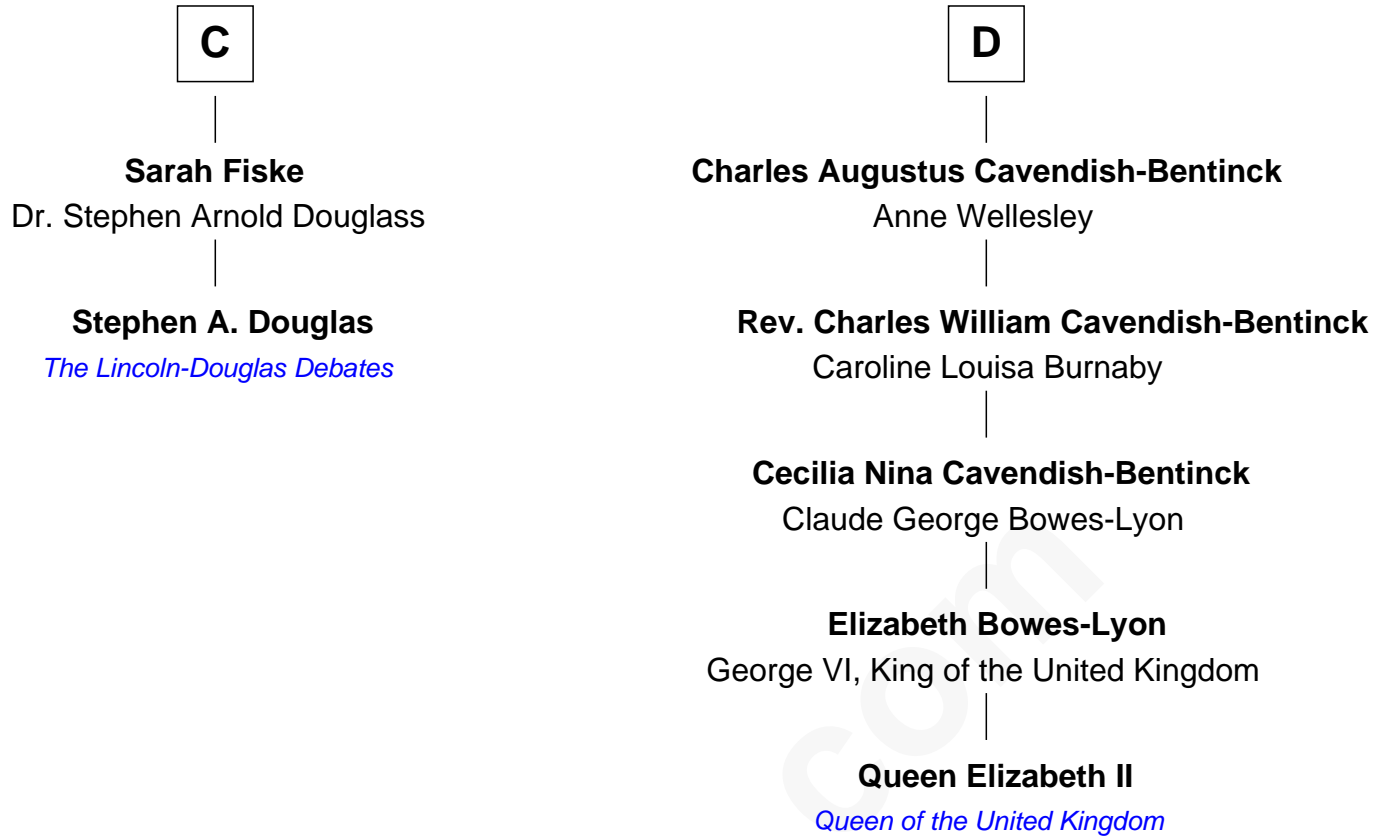 C
Sarah Fiske
Dr. Stephen Arnold Douglass
Stephen A. Douglas
The Lincoln-Douglas Debates
D
Charles Augustus Cavendish-Bentinck
Anne Wellesley
Rev. Charles William Cavendish-Bentinck
Caroline Louisa Burnaby
Cecilia Nina Cavendish-Bentinck
Claude George Bowes-Lyon
Elizabeth Bowes-Lyon
George VI, King of the United Kingdom
Queen Elizabeth II
Queen of the United Kingdom
com